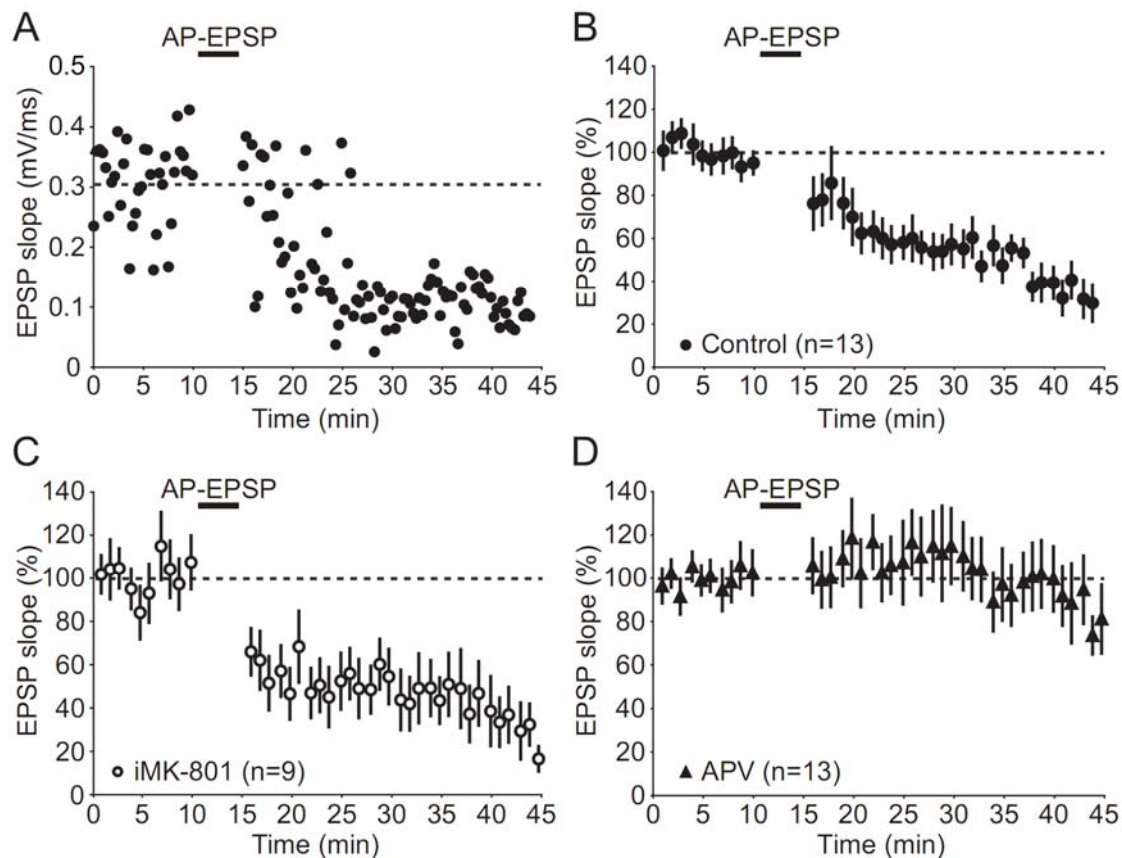 A
AP-EPSP
EPSP slope (mV/ms)
0.5
0.4
0.3
0.2
0.1
0
0 5 10 15 20 25 30 35 40 45
Time (min)
B
AP-EPSP
EPSP slope (%)
140
120
100
80
60
40
20
0
Control (n=13)
0 5 10 15 20 25 30 35 40 45
Time (min)
C
AP-EPSP
EPSP slope (%)
140
120
100
80
60
40
20
0
iMK-801 (n=9)
0 5 10 15 20 25 30 35 40 45
Time (min)
D
AP-EPSP
EPSP slope (%)
140
120
100
80
60
40
20
0
APV (n=13)
0 5 10 15 20 25 30 35 40 45
Time (min)